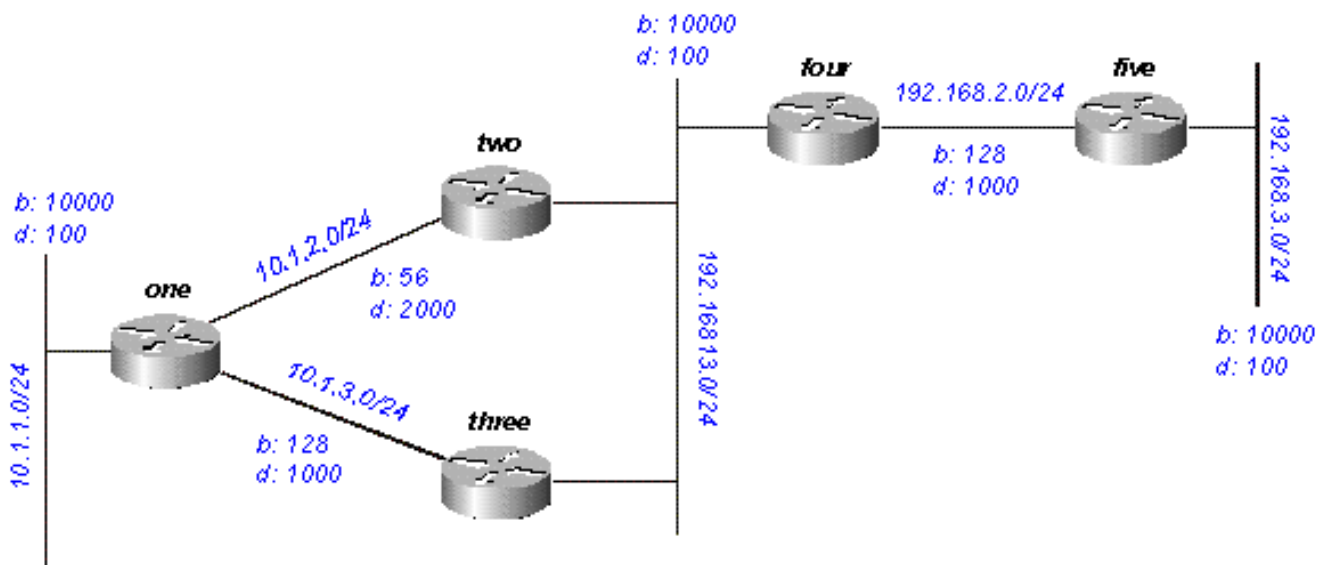 b: 10000
d: 100
four
five
192.168.2.0/24
b: 128
d: 1000
192.168.3.0/24
two
b: 10000
d: 100
10.1.2.0/24
b: 56
d: 2000
one
192.16813.0/24
b: 10000
d: 100
10.1.3.0/24
three
b: 128
d: 1000
10.1.1.0/24